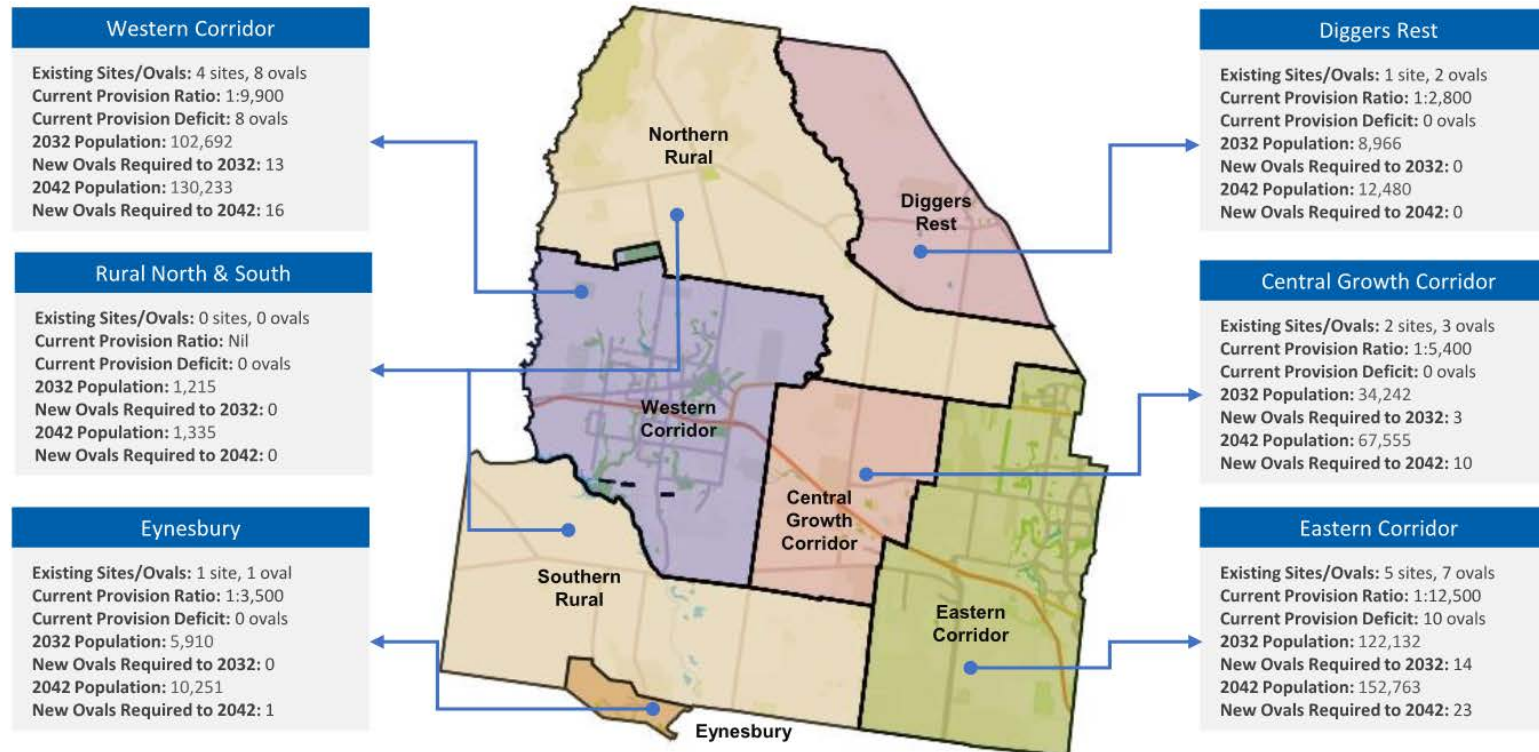 Western Corridor
Existing Sites/Ovals: 4 sites, 8 ovals
Current Provision Ratio: 1:9,900
Current Provision Deficit: 8 ovals
2032 Population: 102,692
New Ovals Required to 2032: 13
2042 Population: 130,233
New Ovals Required to 2042: 16
Rural North & South
Existing Sites/Ovals: 0 sites, 0 ovals
Current Provision Ratio: Nil
Current Provision Deficit: 0 ovals
2032 Population: 1,215
New Ovals Required to 2032: 0
2042 Population: 1,335
New Ovals Required to 2042: 0
Eynesbury
Existing Sites/Ovals: 1 site, 1 oval
Current Provision Ratio: 1:3,500
Current Provision Deficit: 0 ovals
2032 Population: 5,910
New Ovals Required to 2032: 0
2042 Population: 10,251
New Ovals Required to 2042: 1
Northern
Rural
Diggers
Rest
Western
Corridor
Central
Growth
Corridor
Southern
Rural
Eastern
Corridor
Eynesbury
Diggers Rest
Existing Sites/Ovals: 1 site, 2 ovals
Current Provision Ratio: 1:2,800
Current Provision Deficit: 0 ovals
2032 Population: 8,966
New Ovals Required to 2032: 0
2042 Population: 12,480
New Ovals Required to 2042: 0
Central Growth Corridor
Existing Sites/Ovals: 2 sites, 3 ovals
Current Provision Ratio: 1:5,400
Current Provision Deficit: 0 ovals
2032 Population: 34,242
New Ovals Required to 2032: 3
2042 Population: 67,555
New Ovals Required to 2042: 10
Eastern Corridor
Existing Sites/Ovals: 5 sites, 7 ovals
Current Provision Ratio: 1:12,500
Current Provision Deficit: 10 ovals
2032 Population: 122,132
New Ovals Required to 2032: 14
2042 Population: 152,763
New Ovals Required to 2042: 23